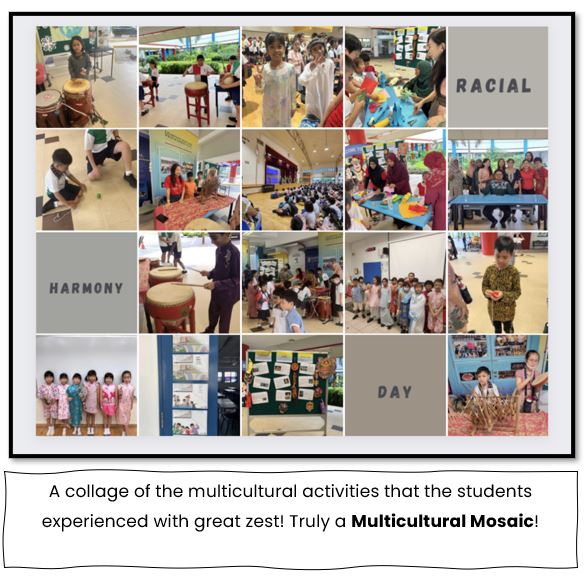 RACIAL
HARMONY
DAY
A collage of the multicultural activities that the students
experienced with great zest! Truly a Multicultural Mosaic!